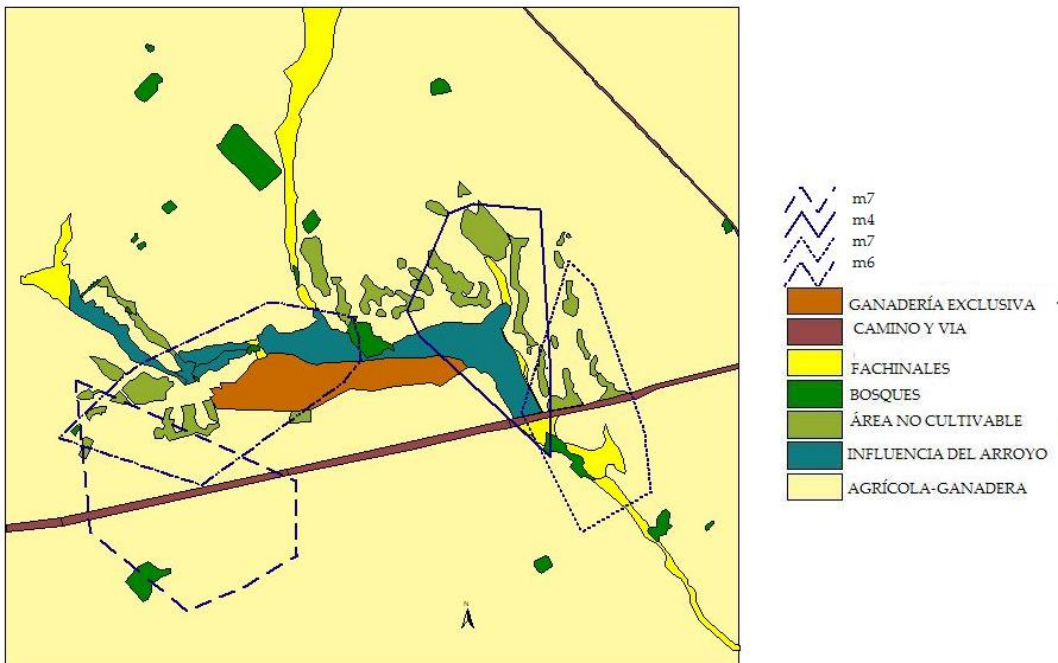 m7
m4
m7
m6
GANADERÍA EXCLUSIVA
CAMINO Y VIA
FACHINALES
BOSQUES
ÁREA NO CULTIVABLE
INFLUENCIA DEL ARROYO
AGRÍCOLA-GANADERA
N